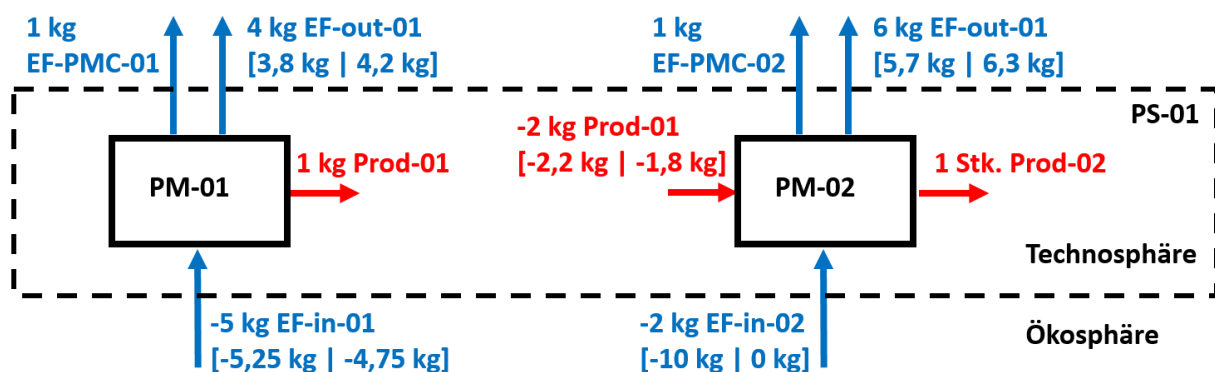 1 kg
EF-PMC-01
4 kg EF-out-01
[3,8 kg | 4,2 kg]
1 kg
EF-PMC-02
6 kg EF-out-01
[5,7 kg | 6,3 kg]
PS-01
PM-01
1 kg Prod-01
-2 kg Prod-01
[-2,2 kg | -1,8 kg]
PM-02
1 Stk. Prod-02
Technosphäre
-5 kg EF-in-01
[-5,25 kg | -4,75 kg]
-2 kg EF-in-02
[-10 kg | 0 kg]
Ökosphäre